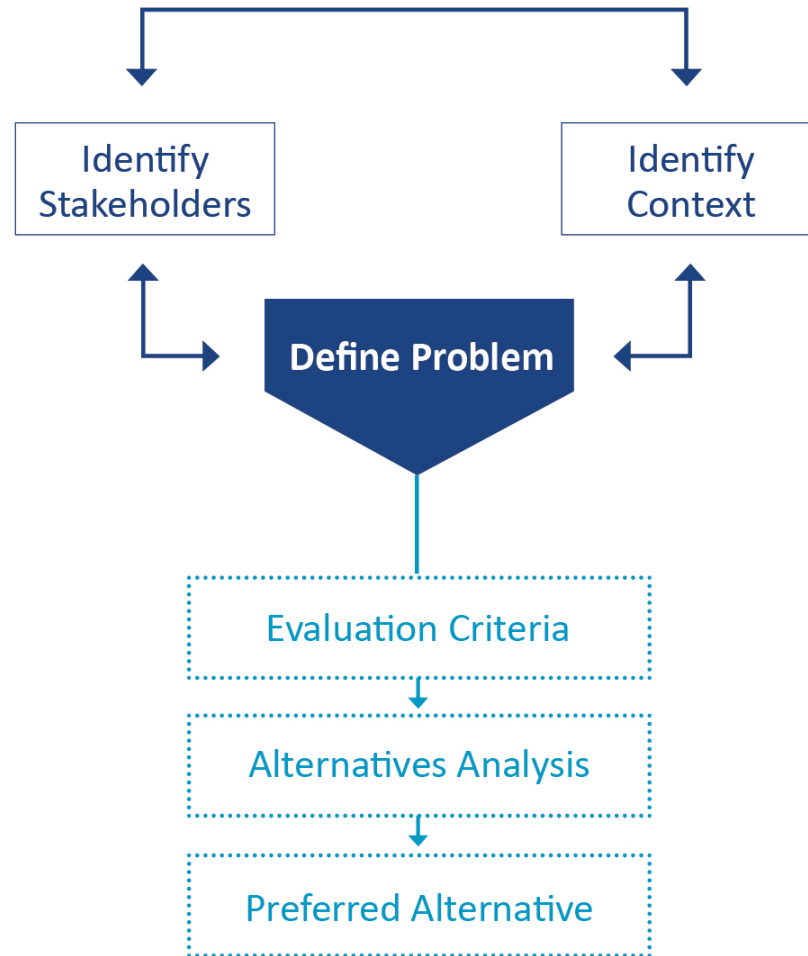 Identify
Stakeholders
Identify
Context
Define Problem
Evaluation Criteria
Alternatives Analysis
Preferred Alternative